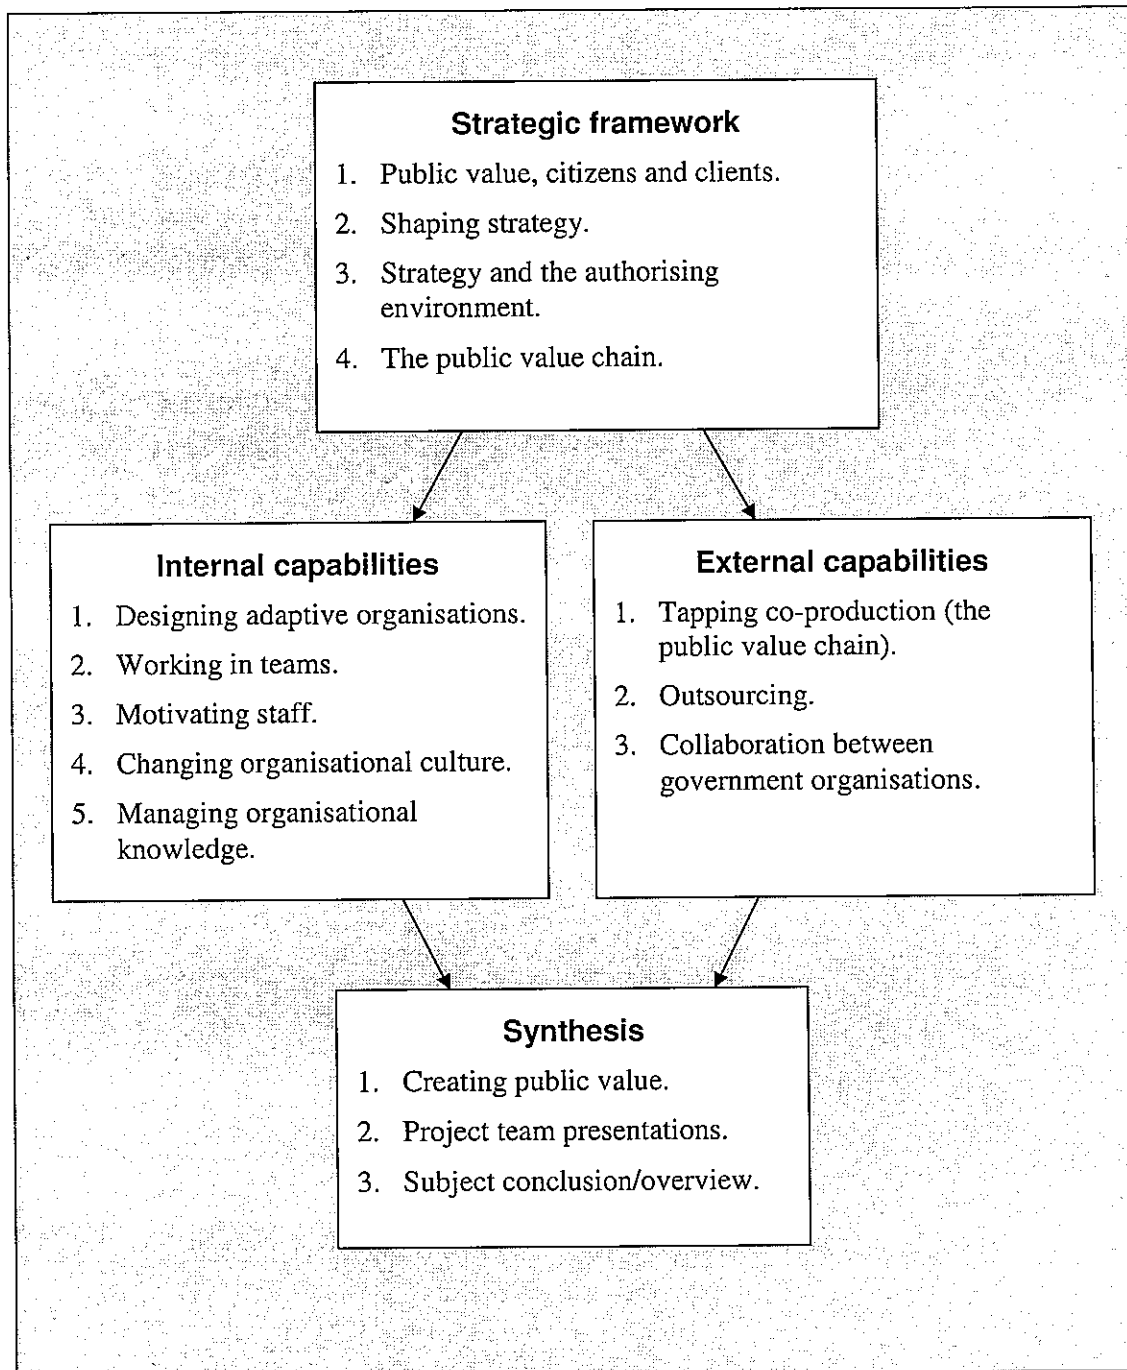 Strategic framework
1. Public value, citizens and clients.
2. Shaping strategy.
3. Strategy and the authorising
environment.
4. The public value chain.
Internal capabilities
1. Designing adaptive organisations.
2. Working in teams.
3. Motivating staff.
4. Changing organisational culture.
5. Managing organisational
knowledge.
External capabilities
1. Tapping co-production (the
public value chain).
2. Outsourcing.
3. Collaboration between
government organisations.
Synthesis
1. Creating public value.
2. Project team presentations.
3. Subject conclusion/overview.